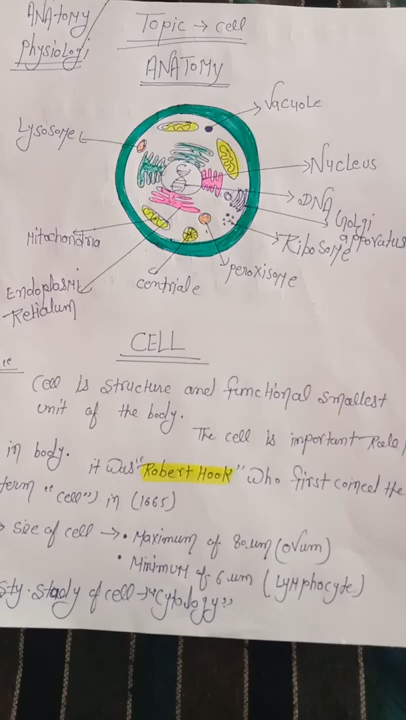 ANAtomy
Physiology
Topic → cell
ANATOMY
Vacuole
Lysosome
Nucleus
DNA
Golgi
apparatus
Ribosome
Mitochondria
peroxisome
centriole
Endoplasmi
Retialum
CELL
Cell is structure and functional smallest
unit of the body.
The cell is important Role
in body.
it was "Robert Hook" who first coined the
term "cell") in (1665)
size of cell → • Maximum of 80 um (ovum)
• Minimum of 6 um (Lymphocyte)
sty. Study of cell → "Cytology"